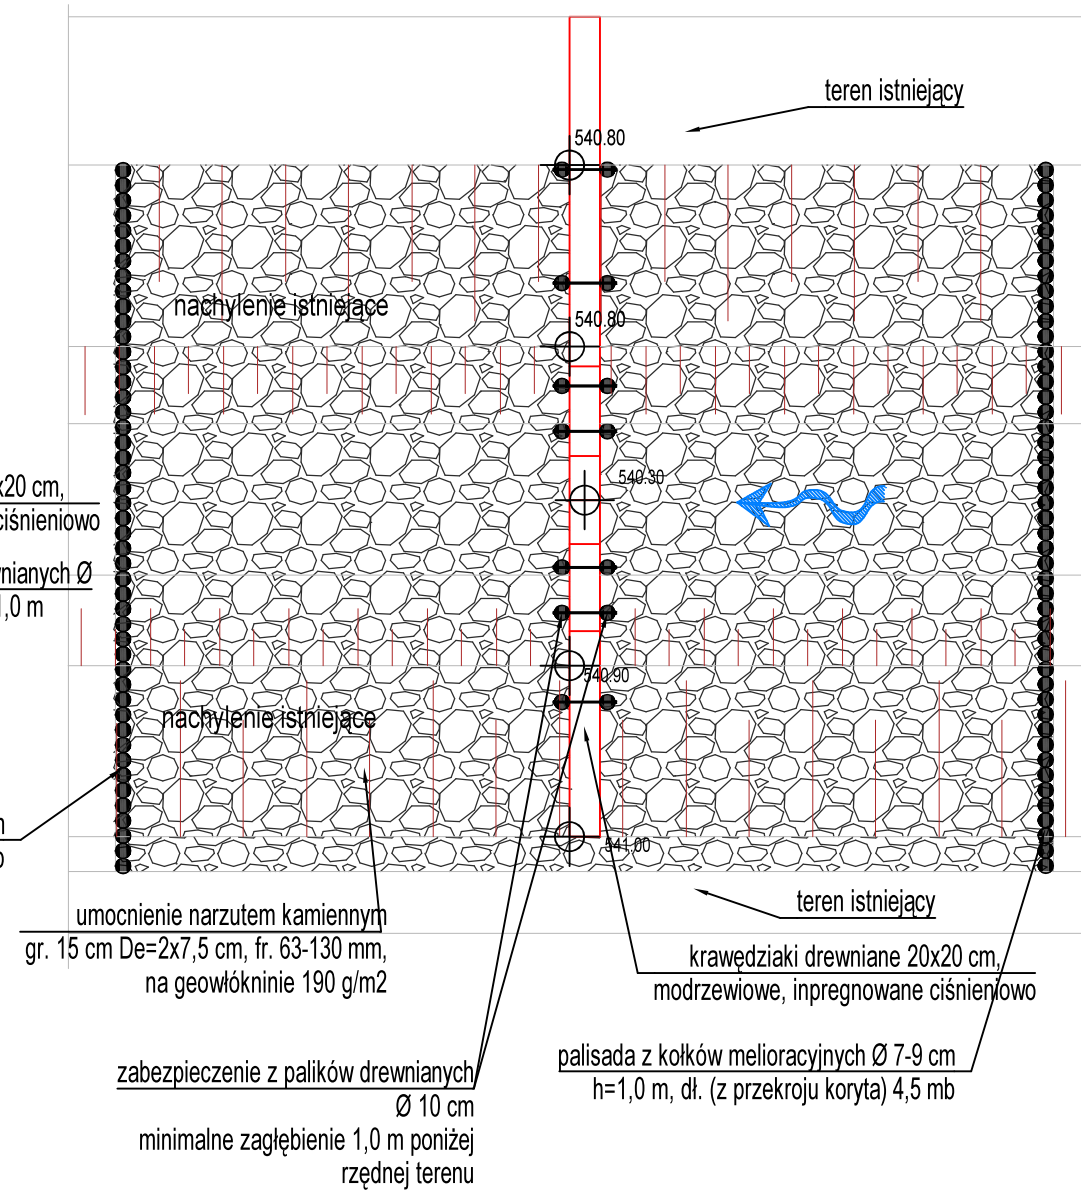 teren istniejący
540.80
nachylenie istniejące
540.80
540.30
x20 cm,
ciśnieniowo
wnianych Ø
1,0 m
540.90
nachylenie istniejące
541.00
teren istniejący
umocnienie narzutem kamiennym
gr. 15 cm De=2x7,5 cm, fr. 63-130 mm,
na geowłókninie 190 g/m2
krawędziaki drewniane 20x20 cm,
modrzewiowe, inpregnowane ciśnieniowo
palisada z kołków melioracyjnych Ø 7-9 cm
h=1,0 m, dł. (z przekroju koryta) 4,5 mb
zabezpieczenie z palików drewnianych
Ø 10 cm
minimalne zagłębienie 1,0 m poniżej
rzędnej terenu